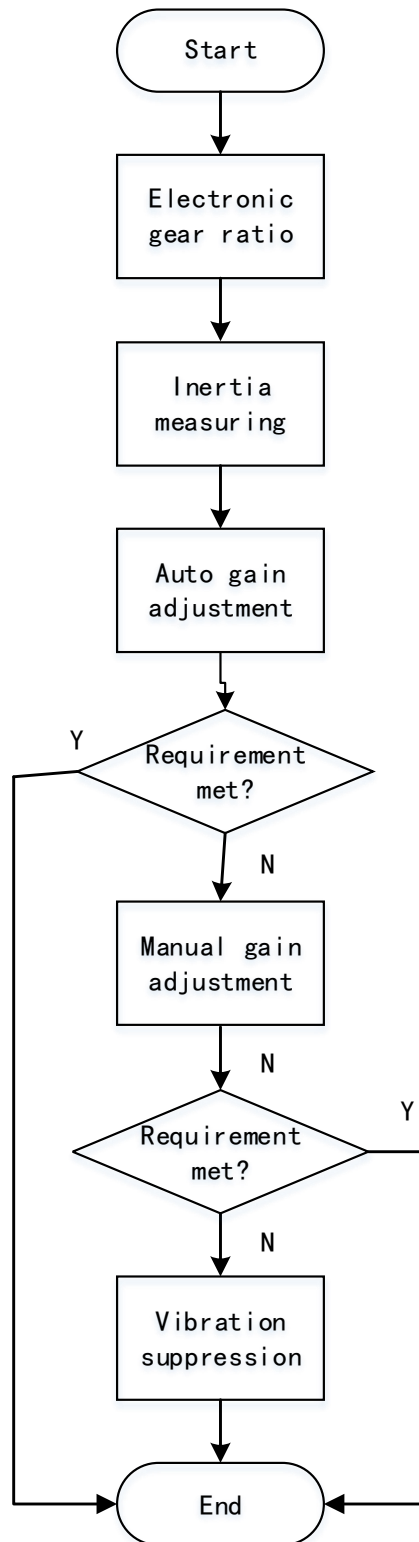 Start
Electronic
gear ratio
Inertia
measuring
Auto gain
adjustment
Y
Requirement
met?
N
Manual gain
adjustment
N
Y
Requirement
met?
N
Vibration
suppression
End